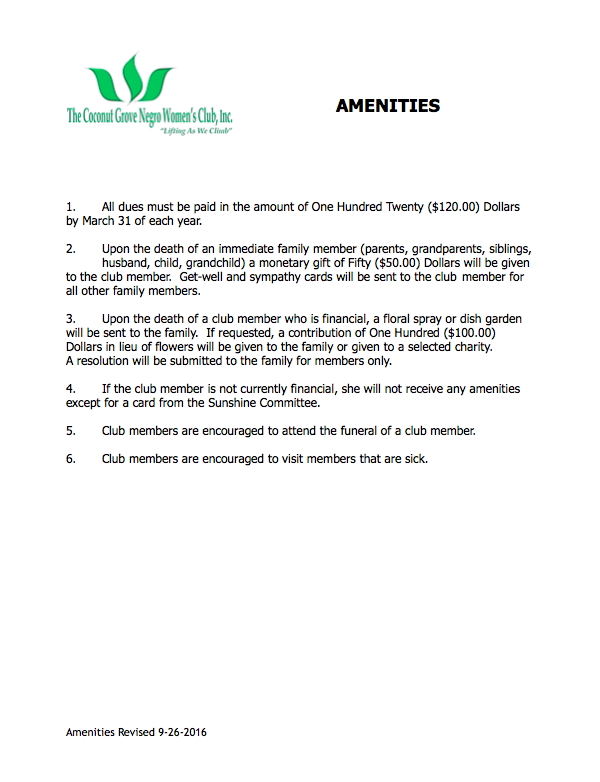 The Coconut Grove Negro Women's Club, Inc.
"Lifting As We Climb"
AMENITIES
1. All dues must be paid in the amount of One Hundred Twenty ($120.00) Dollars
by March 31 of each year.
2. Upon the death of an immediate family member (parents, grandparents, siblings,
husband, child, grandchild) a monetary gift of Fifty ($50.00) Dollars will be given
to the club member. Get-well and sympathy cards will be sent to the club member for
all other family members.
3. Upon the death of a club member who is financial, a floral spray or dish garden
will be sent to the family. If requested, a contribution of One Hundred ($100.00)
Dollars in lieu of flowers will be given to the family or given to a selected charity.
A resolution will be submitted to the family for members only.
4. If the club member is not currently financial, she will not receive any amenities
except for a card from the Sunshine Committee.
5. Club members are encouraged to attend the funeral of a club member.
6. Club members are encouraged to visit members that are sick.
Amenities Revised 9-26-2016